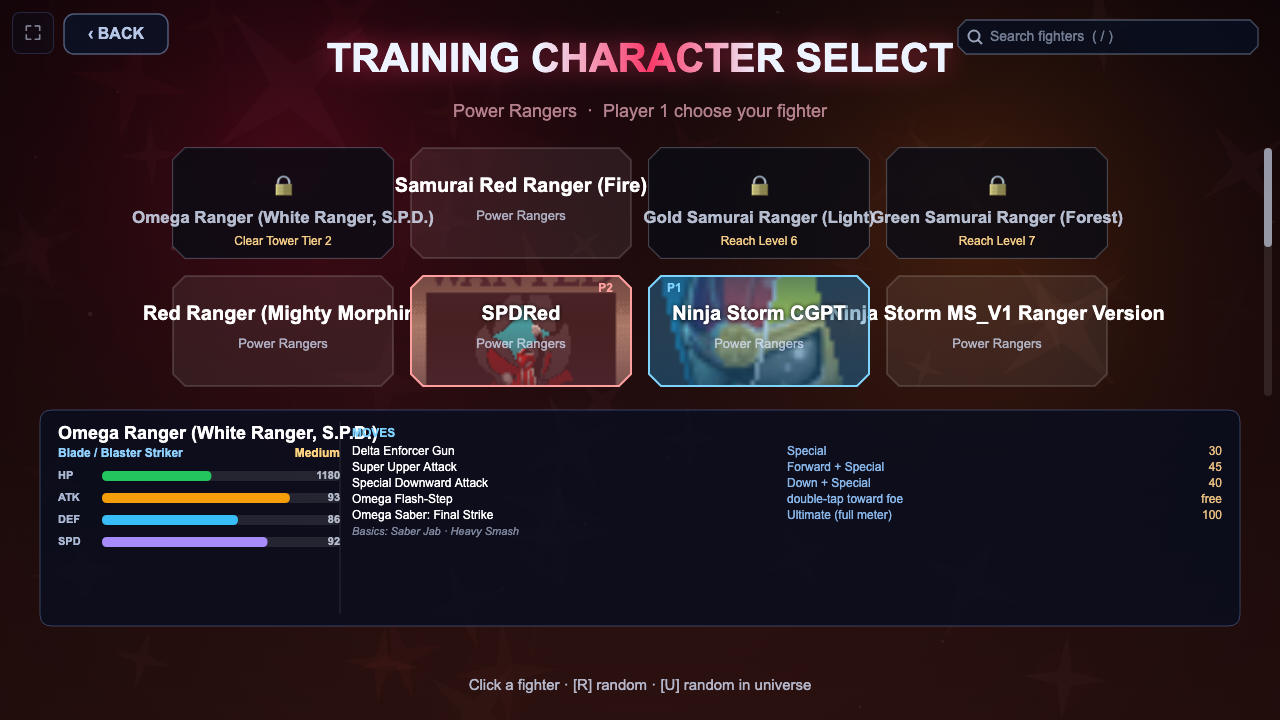 ‹ BACK
Search fighters ( / )
TRAINING CHARACTER SELECT
Power Rangers · Player 1 choose your fighter
Omega Ranger (White Ranger, S.P.D.)
Clear Tower Tier 2
Samurai Red Ranger (Fire)
Power Rangers
Gold Samurai Ranger (Light)
Reach Level 6
Green Samurai Ranger (Forest)
Reach Level 7
Red Ranger (Mighty Morphin
Power Rangers
WANTED
P2
SPDRed
Power Rangers
P1
Ninja Storm CGPT
Power Rangers
Ninja Storm MS_V1 Ranger Version
Power Rangers
Omega Ranger (White Ranger, S.P.D.)
Blade / Blaster Striker
Medium
HP 1180
ATK 93
DEF 86
SPD 92
MOVES
Delta Enforcer Gun Special 30
Super Upper Attack Forward + Special 45
Special Downward Attack Down + Special 40
Omega Flash-Step double-tap toward foe free
Omega Saber: Final Strike Ultimate (full meter) 100
Basics: Saber Jab · Heavy Smash
Click a fighter · [R] random · [U] random in universe